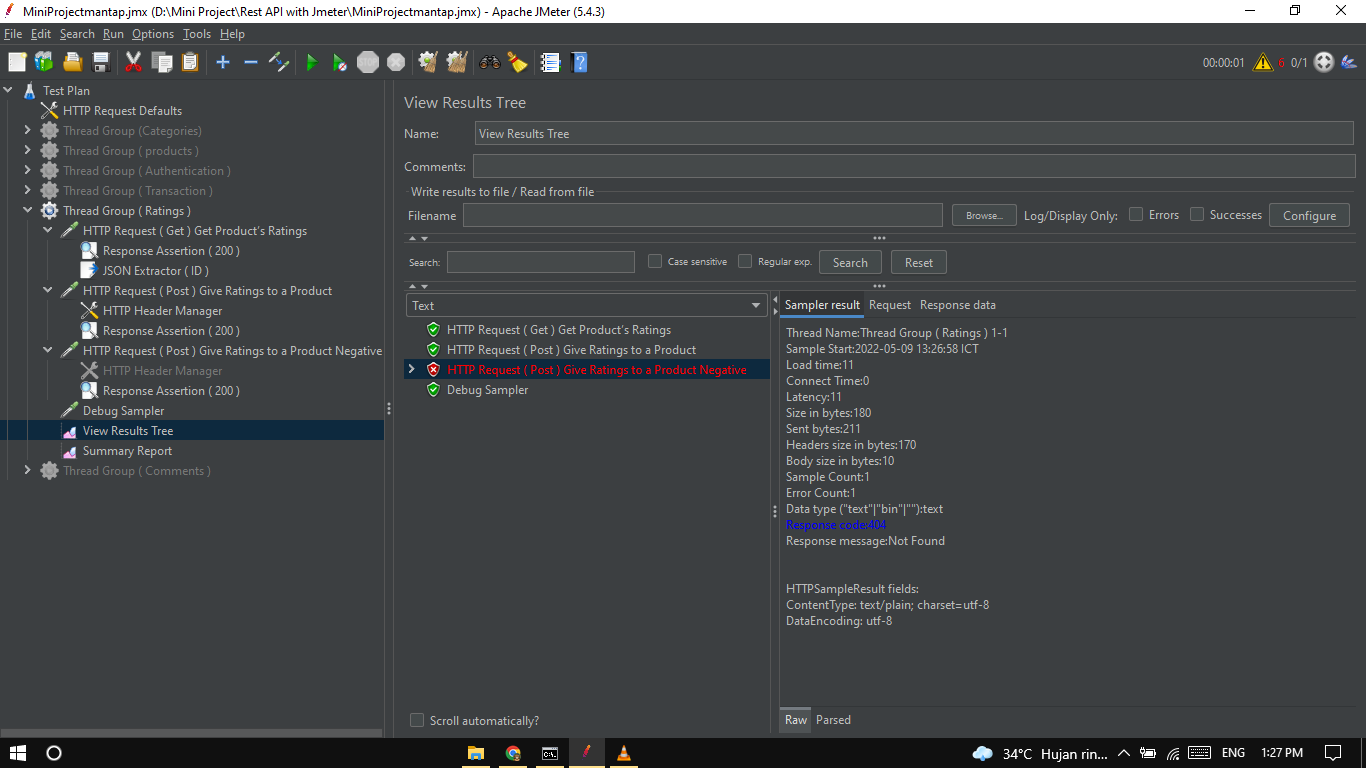 MiniProjectmantap.jmx (D:\Mini Project\Rest API with Jmeter\MiniProjectmantap.jmx) - Apache JMeter (5.4.3)
File Edit Search Run Options Tools Help
STOP 00:00:01 6 0/1
Test Plan
HTTP Request Defaults
Thread Group (Categories)
Thread Group ( products )
Thread Group ( Authentication )
Thread Group ( Transaction )
Thread Group ( Ratings )
HTTP Request ( Get ) Get Product's Ratings
Response Assertion ( 200 )
JSON Extractor ( ID )
HTTP Request ( Post ) Give Ratings to a Product
HTTP Header Manager
Response Assertion ( 200 )
HTTP Request ( Post ) Give Ratings to a Product Negative
HTTP Header Manager
Response Assertion ( 200 )
Debug Sampler
View Results Tree
Summary Report
Thread Group ( Comments )
View Results Tree
Name: View Results Tree
Comments:
Write results to file / Read from file
Filename Browse... Log/Display Only: Errors Successes Configure
Search: Case sensitive Regular exp. Search Reset
Text
HTTP Request ( Get ) Get Product's Ratings
HTTP Request ( Post ) Give Ratings to a Product
HTTP Request ( Post ) Give Ratings to a Product Negative
Debug Sampler
Scroll automatically?
Sampler result Request Response data
Thread Name:Thread Group ( Ratings ) 1-1
Sample Start:2022-05-09 13:26:58 ICT
Load time:11
Connect Time:0
Latency:11
Size in bytes:180
Sent bytes:211
Headers size in bytes:170
Body size in bytes:10
Sample Count:1
Error Count:1
Data type ("text"|"bin"|""):text
Response code:404
Response message:Not Found
HTTPSampleResult fields:
ContentType: text/plain; charset=utf-8
DataEncoding: utf-8
Raw Parsed
34°C Hujan rin... ENG 1:27 PM